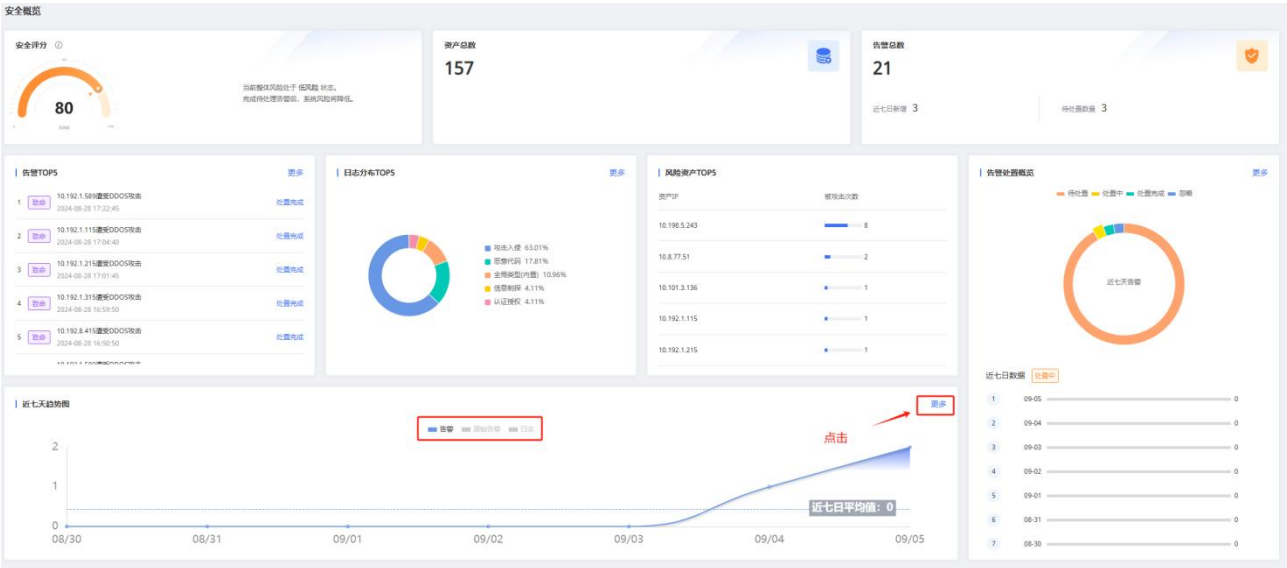 安全概览
安全评分
80
当前整体风险处于 低风险 状态。
完成待处理告警后，系统风险将降低。
资产总数
157
告警总数
21
近七日新增 3
待处置数量 3
告警TOP5
更多
1 致命 10.192.1.589遭受DDOS攻击
2024-08-28 17:22:45
处置完成
2 致命 10.192.1.115遭受DDOS攻击
2024-08-28 17:04:40
处置完成
3 致命 10.192.1.215遭受DDOS攻击
2024-08-28 17:01:45
处置完成
4 致命 10.192.1.315遭受DDOS攻击
2024-08-28 16:59:50
处置完成
5 致命 10.192.8.415遭受DDOS攻击
2024-08-28 16:50:50
处置完成
日志分布TOP5
更多
攻击入侵 63.01%
恶意代码 17.81%
全局类型(内置) 10.96%
信息刺探 4.11%
认证授权 4.11%
风险资产TOP5
资产IP 被攻击次数
10.198.5.243 8
10.8.77.51 2
10.101.3.136 1
10.192.1.115 1
10.192.1.215 1
告警处置概览
更多
待处置 处置中 处置完成 忽略
近七天告警
近七日数据 处置中
1 09-05 0
2 09-04 0
3 09-03 0
4 09-02 0
5 09-01 0
6 08-31 0
7 08-30 0
近七天趋势图
更多
点击
告警 原始告警 日志
2
1
0
近七日平均值：0
08/30 08/31 09/01 09/02 09/03 09/04 09/05